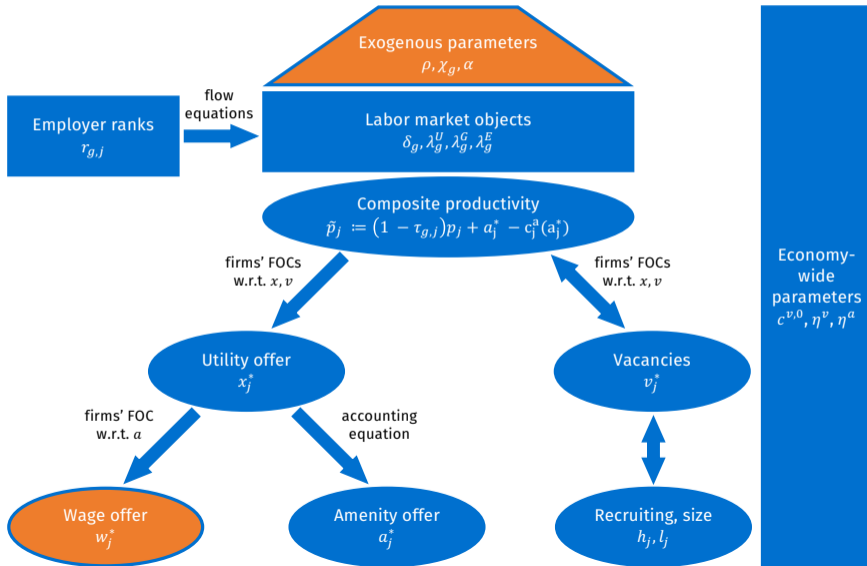 Exogenous parameters
ρ, χ_g, α
flow
equations
Employer ranks
r_{g,j}
Labor market objects
δ_g, λ_g^U, λ_g^G, λ_g^E
Composite productivity
p̃_j := (1 − τ_{g,j})p_j + a_j^* − c_j^a(a_j^*)
firms' FOCs
w.r.t. x, v
firms' FOCs
w.r.t. x, v
Economy-
wide
parameters
c^{v,0}, η^v, η^a
Utility offer
x_j^*
Vacancies
v_j^*
firms' FOC
w.r.t. a
accounting
equation
Wage offer
w_j^*
Amenity offer
a_j^*
Recruiting, size
h_j, l_j